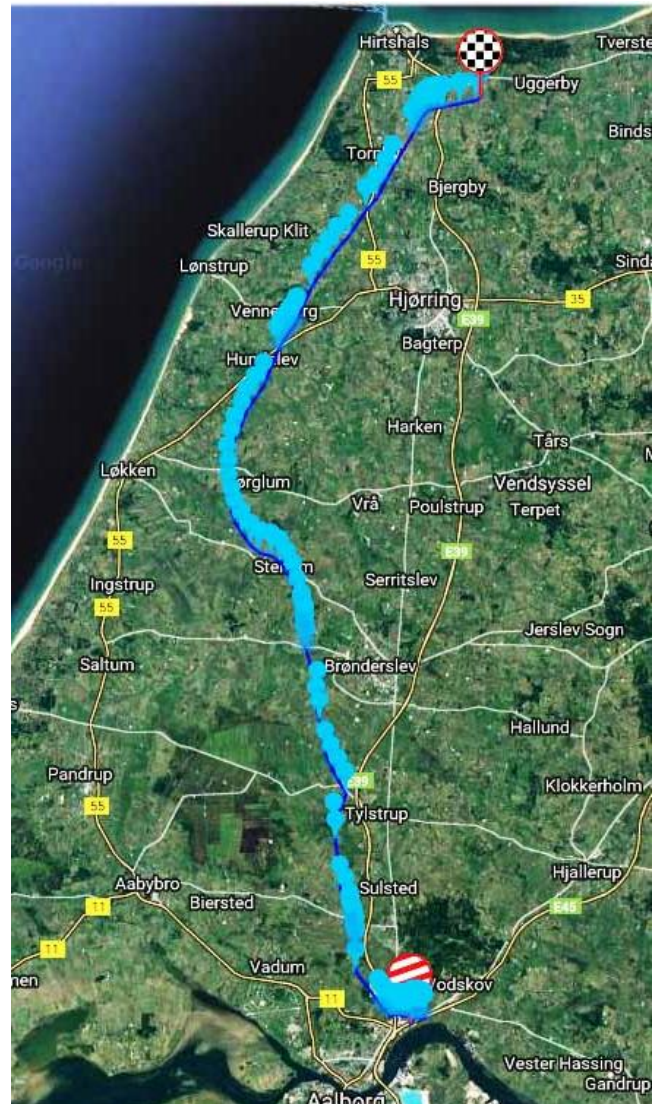 Hirtshals
Tverste
55
Uggerby
Binds
Bjergby
Skallerup Klit
Google
Lønstrup
55
Sinda
Hjørring
35
E39
Bagterp
Harken
Tårs
Løkken
Vendsyssel
Vrå
Poulstrup
Terpet
55
E39
Ingstrup
Serritslev
55
Jerslev Sogn
Saltum
Brønderslev
Hallund
Pandrup
Klokkerholm
55
Tylstrup
Hjallerup
Aabybro
Sulsted
Biersted
11
E45
11
Vadum
11
Vester Hassing
Gandrup
Aalborg